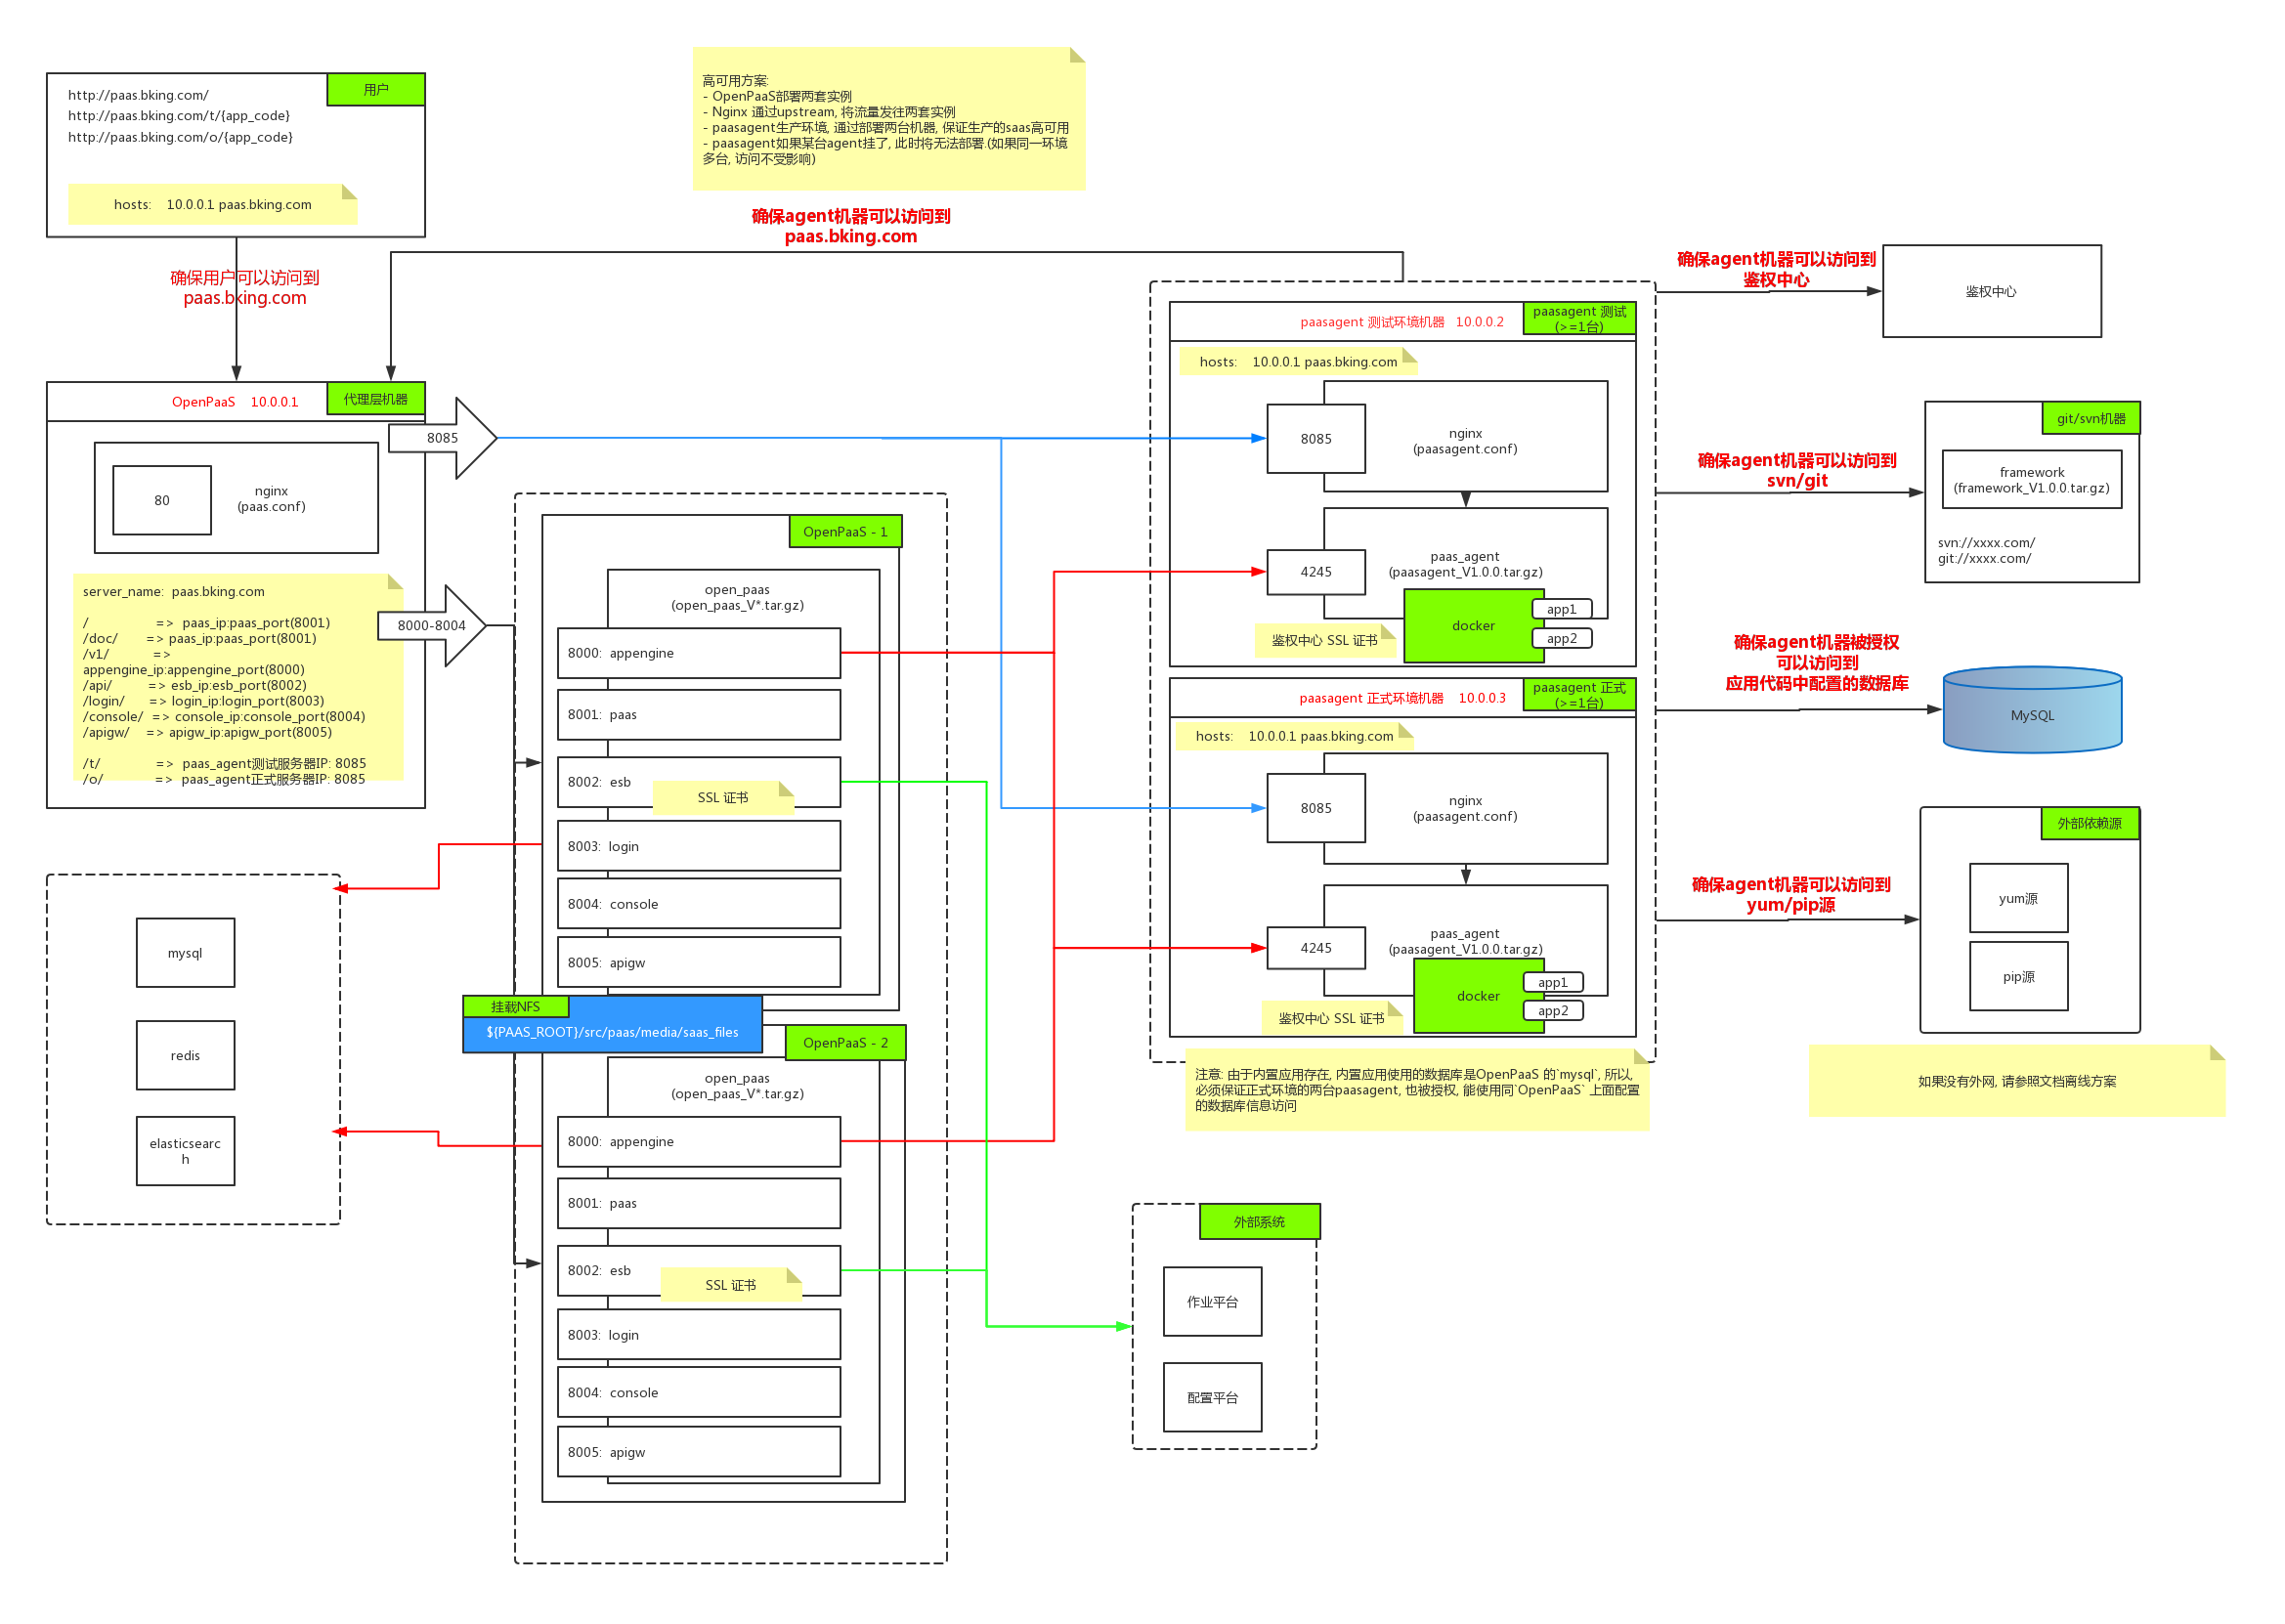 用户
http://paas.bking.com/
http://paas.bking.com/t/{app_code}
http://paas.bking.com/o/{app_code}
hosts: 10.0.0.1 paas.bking.com
高可用方案:
- OpenPaaS部署两套实例
- Nginx 通过upstream, 将流量发往两套实例
- paasagent生产环境, 通过部署两台机器, 保证生产的saas高可用
- paasagent如果某台agent挂了, 此时将无法部署.(如果同一环境
多台, 访问不受影响)
确保用户可以访问到
paas.bking.com
确保agent机器可以访问到
paas.bking.com
OpenPaaS 10.0.0.1
代理层机器
80
nginx
(paas.conf)
8085
server_name: paas.bking.com
/ => paas_ip:paas_port(8001)
/doc/ => paas_ip:paas_port(8001)
/v1/ =>
appengine_ip:appengine_port(8000)
/api/ => esb_ip:esb_port(8002)
/login/ => login_ip:login_port(8003)
/console/ => console_ip:console_port(8004)
/apigw/ => apigw_ip:apigw_port(8005)
/t/ => paas_agent测试服务器IP: 8085
/o/ => paas_agent正式服务器IP: 8085
8000-8004
mysql
redis
elasticsearc
h
OpenPaaS - 1
open_paas
(open_paas_V*.tar.gz)
8000: appengine
8001: paas
8002: esb
SSL 证书
8003: login
8004: console
8005: apigw
挂载NFS
${PAAS_ROOT}/src/paas/media/saas_files
OpenPaaS - 2
open_paas
(open_paas_V*.tar.gz)
8000: appengine
8001: paas
8002: esb
SSL 证书
8003: login
8004: console
8005: apigw
paasagent 测试环境机器 10.0.0.2
paasagent 测试
(>=1台)
hosts: 10.0.0.1 paas.bking.com
8085
nginx
(paasagent.conf)
4245
paas_agent
(paasagent_V1.0.0.tar.gz)
docker
app1
app2
鉴权中心 SSL 证书
paasagent 正式环境机器 10.0.0.3
paasagent 正式
(>=1台)
hosts: 10.0.0.1 paas.bking.com
8085
nginx
(paasagent.conf)
4245
paas_agent
(paasagent_V1.0.0.tar.gz)
docker
app1
app2
鉴权中心 SSL 证书
注意: 由于内置应用存在, 内置应用使用的数据库是OpenPaaS 的`mysql`, 所以,
必须保证正式环境的两台paasagent, 也被授权, 能使用同`OpenPaaS` 上面配置
的数据库信息访问
外部系统
作业平台
配置平台
确保agent机器可以访问到
鉴权中心
鉴权中心
确保agent机器可以访问到
svn/git
git/svn机器
framework
(framework_V1.0.0.tar.gz)
svn://xxxx.com/
git://xxxx.com/
确保agent机器被授权
可以访问到
应用代码中配置的数据库
MySQL
确保agent机器可以访问到
yum/pip源
外部依赖源
yum源
pip源
如果没有外网, 请参照文档离线方案